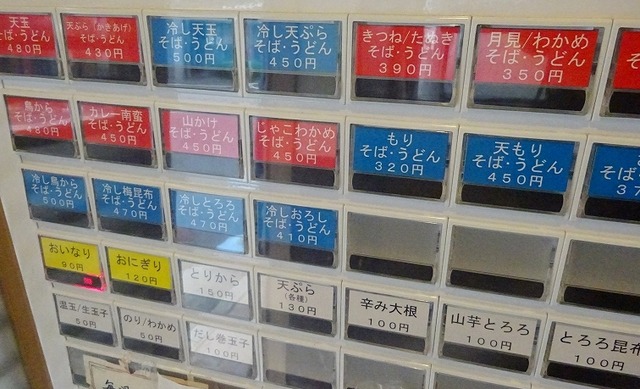 天玉
そば・うどん
480円
天ぷら(かきあげ)
そば・うどん
430円
冷し天玉
そば・うどん
500円
冷し天ぷら
そば・うどん
450円
きつね/たぬき
そば・うどん
390円
月見/わかめ
そば・うどん
350円
そ
鳥から
そば・うどん
480円
カレー南蛮
そば・うどん
450円
山かけ
そば・うどん
450円
じゃこわかめ
そば・うどん
450円
もり
そば・うどん
320円
天もり
そば・うどん
450円
そば
37
冷し鳥から
そば・うどん
500円
冷し梅昆布
そば・うどん
470円
冷しとろろ
そば・うどん
470円
冷しおろし
そば・うどん
410円
おいなり
90円
おにぎり
120円
とりから
150円
天ぷら
(各種)
130円
辛み大根
100円
山芋とろろ
100円
とろろ昆布
100円
温玉/生玉子
50円
のり/わかめ
50円
だし巻玉子
100円